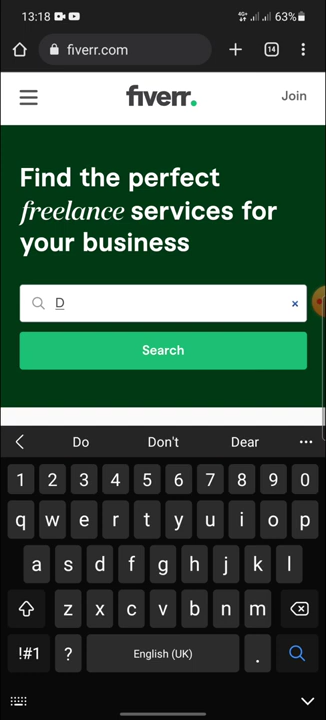 13:18 4G+ 63%
fiverr.com 14
fiverr. Join
Find the perfect
freelance services for
your business
D ×
Search
Do Don't Dear •••
1 2 3 4 5 6 7 8 9 0
q w e r t y u i o p
a s d f g h j k l
z x c v b n m
!#1 ? English (UK) .